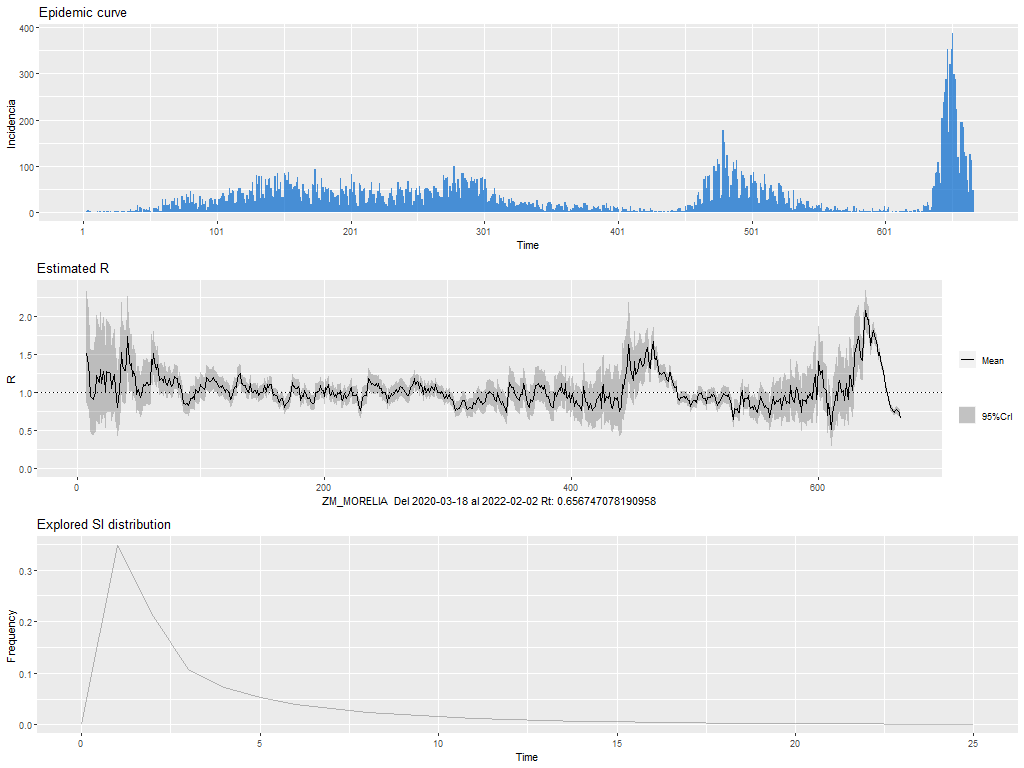 Epidemic curve
400
300
200
100
0
Incidencia
1
101
201
301
401
501
601
Time
Estimated R
2.0
1.5
1.0
0.5
0.0
R
Mean
95%CrI
0
200
400
600
ZM_MORELIA Del 2020-03-18 al 2022-02-02 Rt: 0.656747078190958
Explored SI distribution
0.3
0.2
0.1
0.0
Frequency
0
5
10
15
20
25
Time